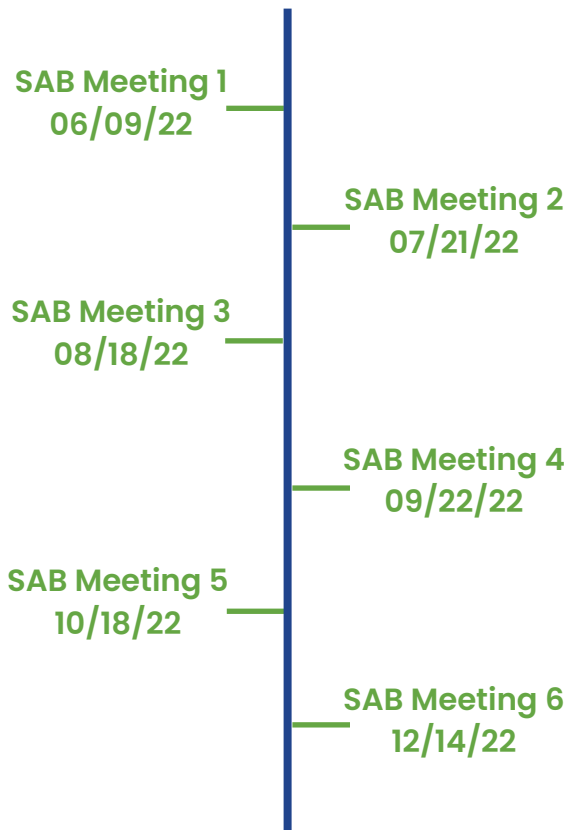 SAB Meeting 1
06/09/22
SAB Meeting 2
07/21/22
SAB Meeting 3
08/18/22
SAB Meeting 4
09/22/22
SAB Meeting 5
10/18/22
SAB Meeting 6
12/14/22